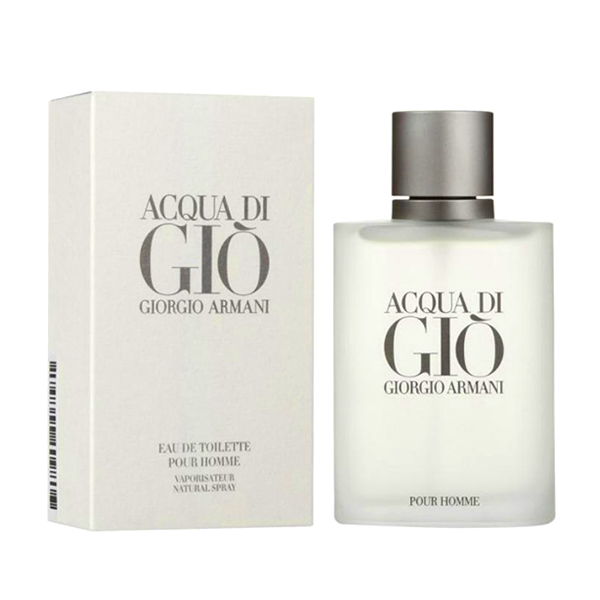 ACQUA DI
GIÒ
GIORGIO ARMANI
EAU DE TOILETTE
POUR HOMME
VAPORISATEUR
NATURAL SPRAY
ACQUA DI
GIÒ
GIORGIO ARMANI
POUR HOMME